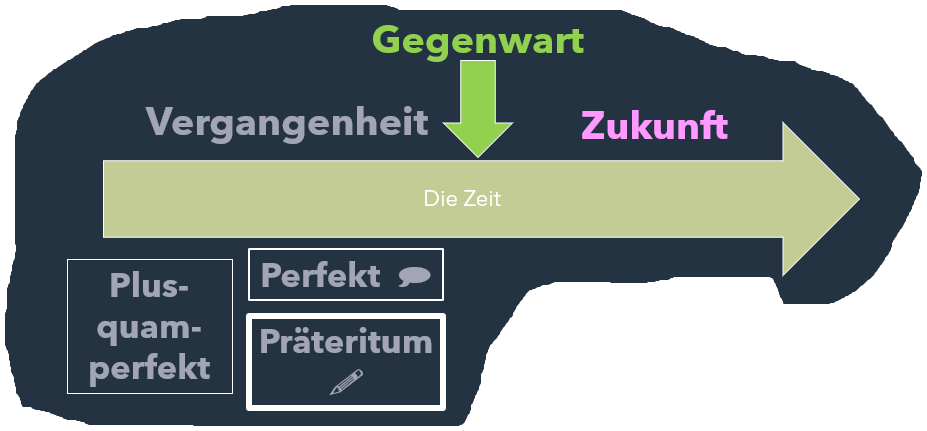 Gegenwart
Vergangenheit
Zukunft
Die Zeit
Perfekt
Plus-
quam-
perfekt
Präteritum